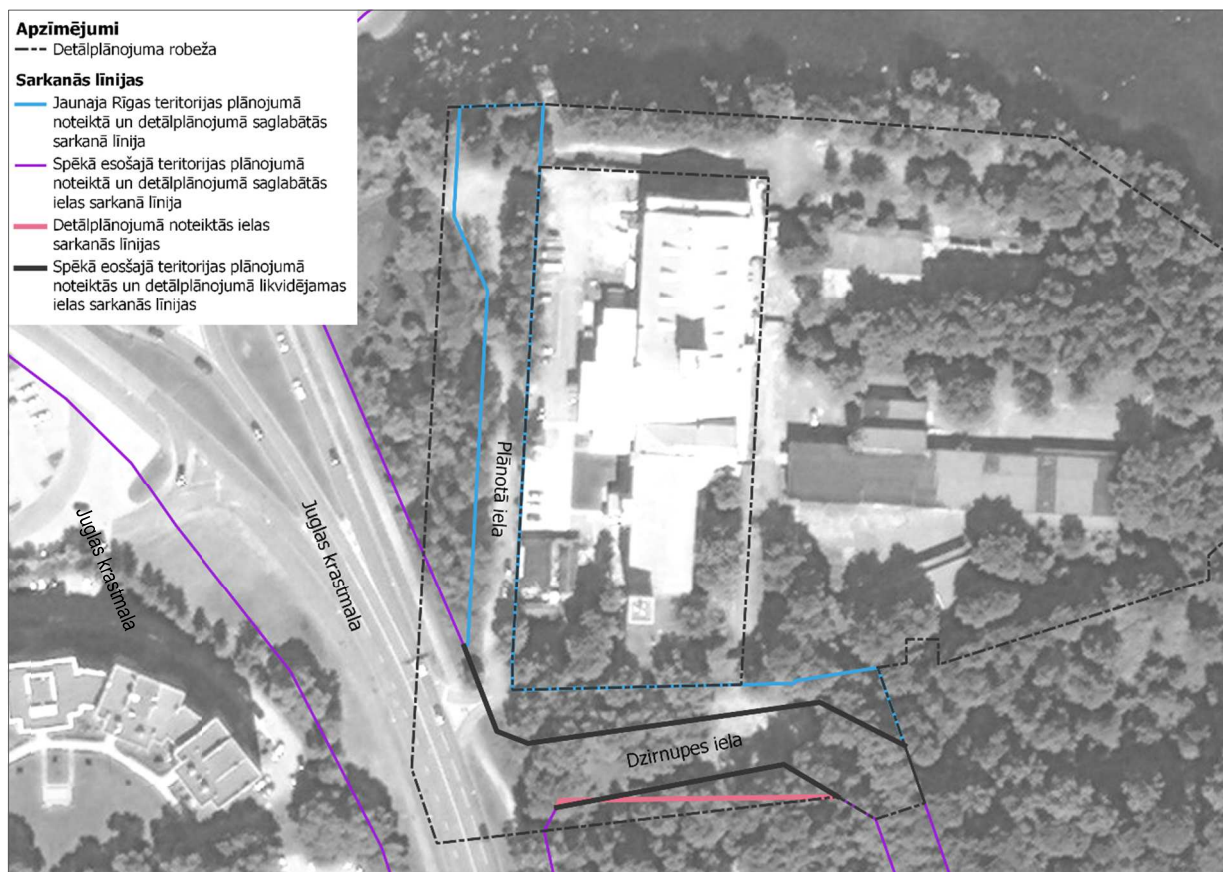 Apzīmējumi
Detālplānojuma robeža
Sarkanās līnijas
Jaunaja Rīgas teritorijas plānojumā
noteiktā un detālplānojumā saglabātās
sarkanā līnija
Spēkā esošajā teritorijas plānojumā
noteiktā un detālplānojumā saglabātās
ielas sarkanā līnija
Detālplānojumā noteiktās ielas
sarkanās līnijas
Spēkā eosšajā teritorijas plānojumā
noteiktās un detālplānojumā likvidējamas
ielas sarkanās līnijas
Plānotā iela
Juglas krastmala
Juglas krastmala
Dzirnupes iela